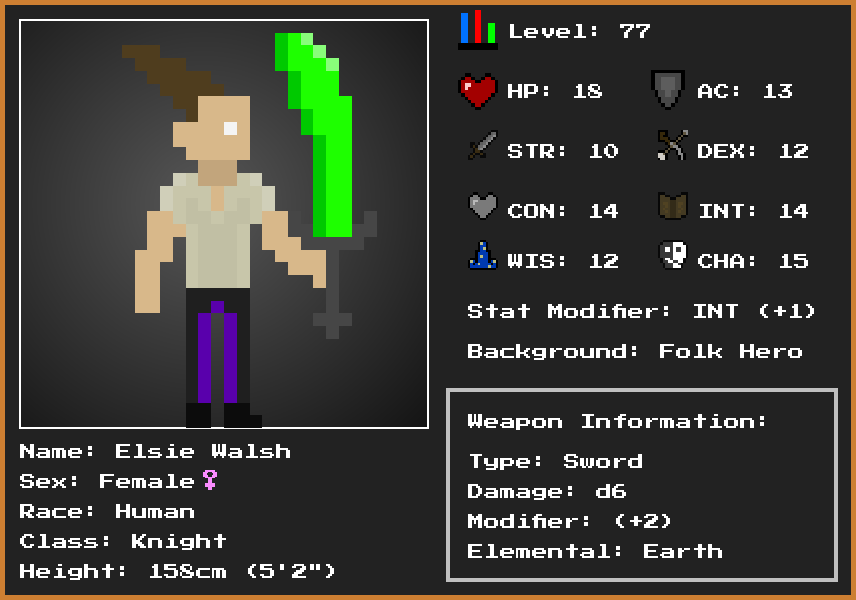 Level: 77
HP: 18
AC: 13
STR: 10
DEX: 12
CON: 14
INT: 14
WIS: 12
CHA: 15
Stat Modifier: INT (+1)
Background: Folk Hero
Name: Elsie Walsh
Sex: Female♀
Race: Human
Class: Knight
Height: 158cm (5'2")
Weapon Information:
Type: Sword
Damage: d6
Modifier: (+2)
Elemental: Earth